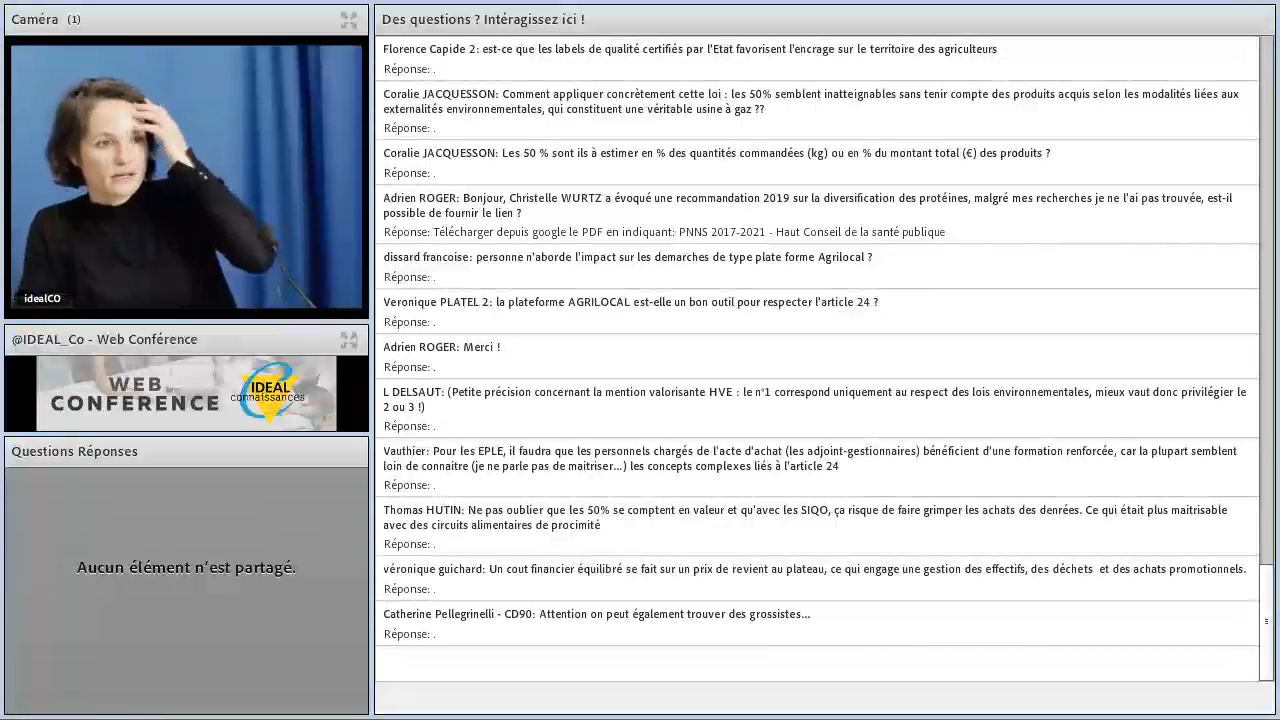 Caméra (1)
idealCO
@IDEAL_Co - Web Conférence
WEB
CONFERENCE
IDEAL
connaissances
Questions Réponses
Aucun élément n'est partagé.
Des questions ? Intéragissez ici !
Florence Capide 2: est-ce que les labels de qualité certifiés par l'Etat favorisent l'encrage sur le territoire des agriculteurs
Réponse: .
Coralie JACQUESSON: Comment appliquer concrètement cette loi : les 50% semblent inatteignables sans tenir compte des produits acquis selon les modalités liées aux
externalités environnementales, qui constituent une véritable usine à gaz ??
Réponse: .
Coralie JACQUESSON: Les 50 % sont ils à estimer en % des quantités commandées (kg) ou en % du montant total (€) des produits ?
Réponse: .
Adrien ROGER: Bonjour, Christelle WURTZ a évoqué une recommandation 2019 sur la diversification des protéines, malgré mes recherches je ne l'ai pas trouvée, est-il
possible de fournir le lien ?
Réponse: Télécharger depuis google le PDF en indiquant: PNNS 2017-2021 - Haut Conseil de la santé publique
dissard francoise: personne n'aborde l'impact sur les demarches de type plate forme Agrilocal ?
Réponse: .
Veronique PLATEL 2: la plateforme AGRILOCAL est-elle un bon outil pour respecter l'article 24 ?
Réponse: .
Adrien ROGER: Merci !
Réponse: .
L DELSAUT: (Petite précision concernant la mention valorisante HVE : le n°1 correspond uniquement au respect des lois environnementales, mieux vaut donc privilégier le
2 ou 3 !)
Réponse: .
Vauthier: Pour les EPLE, il faudra que les personnels chargés de l'acte d'achat (les adjoint-gestionnaires) bénéficient d'une formation renforcée, car la plupart semblent
loin de connaitre (je ne parle pas de maitriser...) les concepts complexes liés à l'article 24
Réponse: .
Thomas HUTIN: Ne pas oublier que les 50% se comptent en valeur et qu'avec les SIQO, ça risque de faire grimper les achats des denrées. Ce qui était plus maitrisable
avec des circuits alimentaires de procimité
Réponse: .
véronique guichard: Un cout financier équilibré se fait sur un prix de revient au plateau, ce qui engage une gestion des effectifs, des déchets et des achats promotionnels.
Réponse: .
Catherine Pellegrinelli - CD90: Attention on peut également trouver des grossistes...
Réponse: .